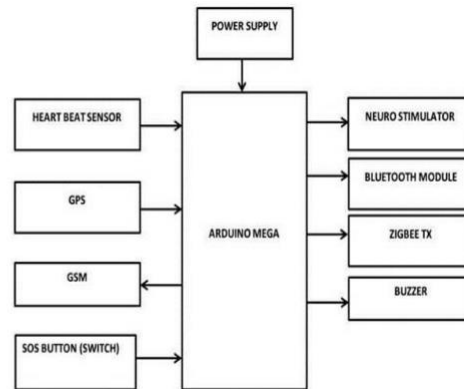 POWER SUPPLY
HEART BEAT SENSOR
NEURO STIMULATOR
BLUETOOTH MODULE
GPS
ARDUINO MEGA
ZIGBEE TX
GSM
BUZZER
SOS BUTTON (SWITCH)